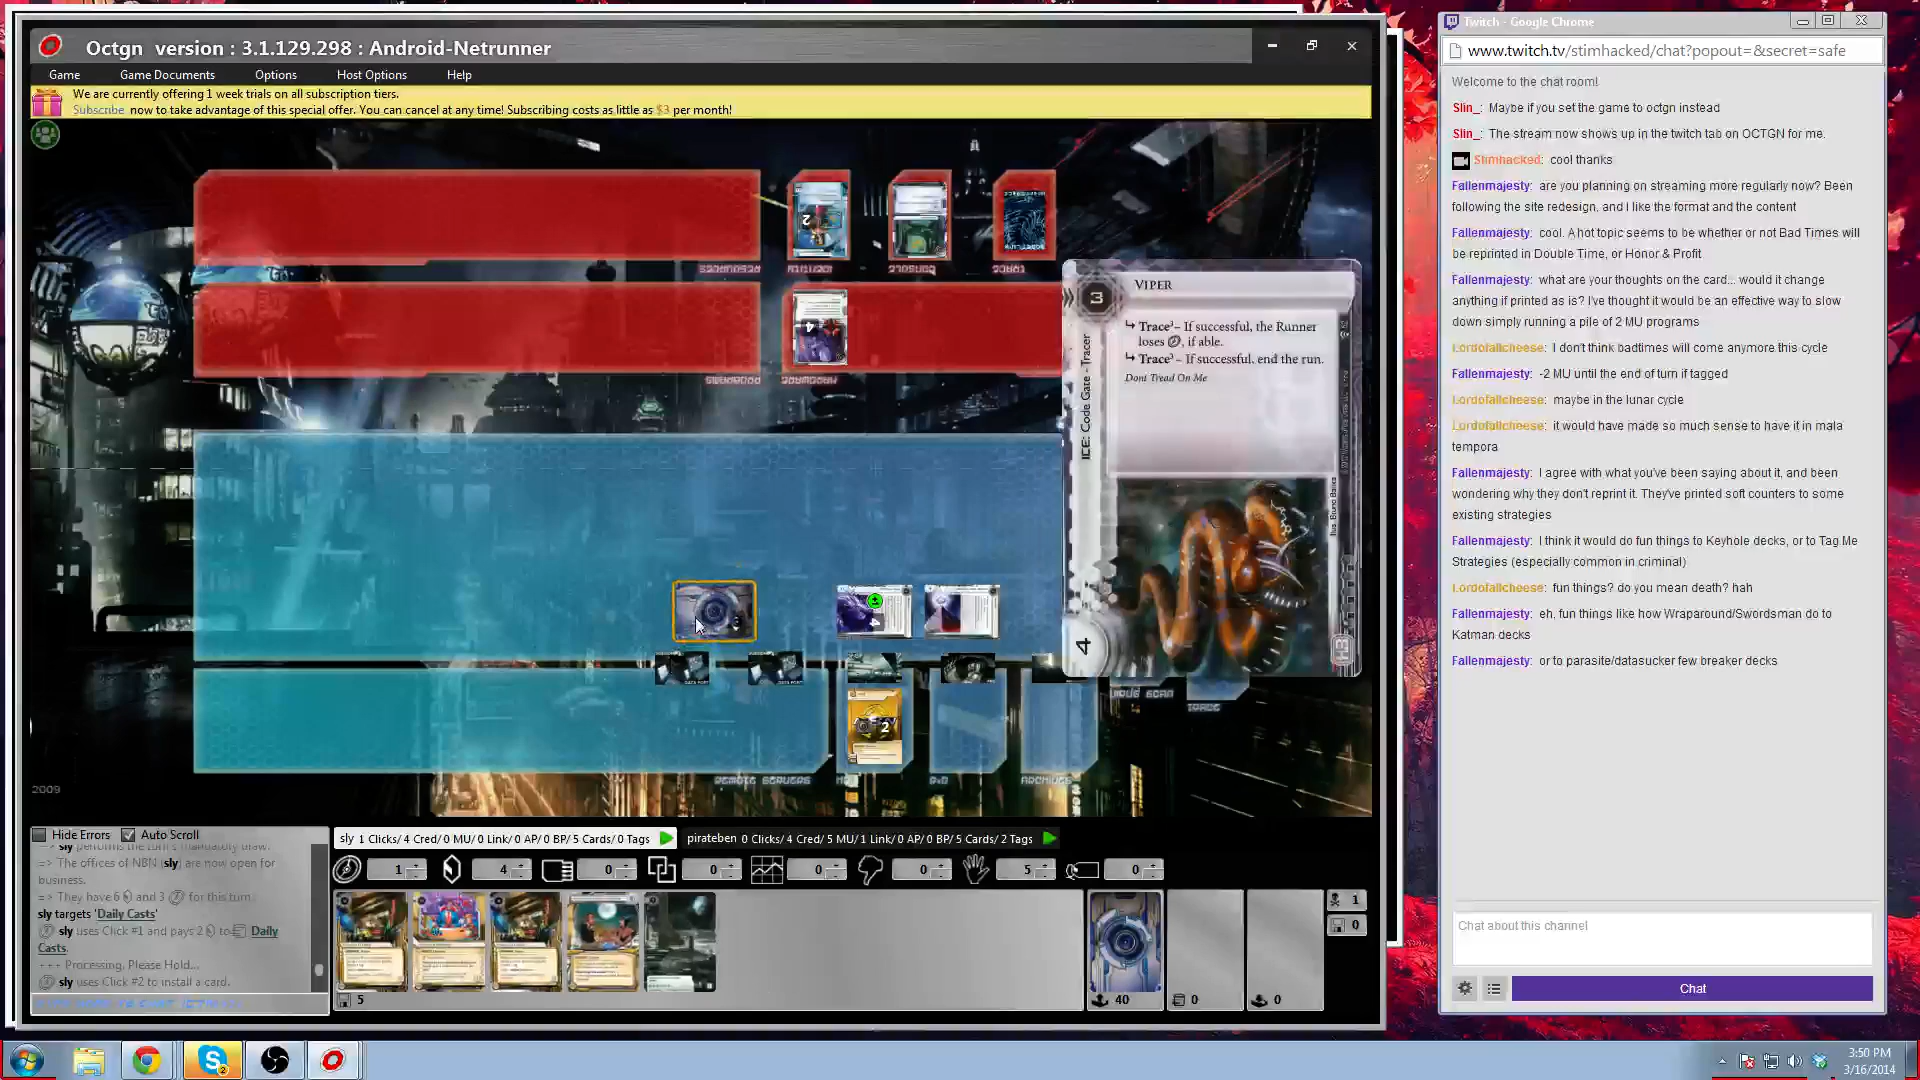 Octgn version : 3.1.129.298 : Android-Netrunner
Game Game Documents Options Host Options Help
We are currently offering 1 week trials on all subscription tiers.
Subscribe now to take advantage of this special offer. You can cancel at any time! Subscribing costs as little as $3 per month!
2
4
3
VIPER
Trace³– If successful, the Runner
loses , if able.
Trace³– If successful, end the run.
Dont Tread On Me
ICE: Code Gate - Tracer
Illus. Bruno Balixa
4
4
2
REMOTE SERVERS
R&D
ARCHIVES
VIRUS SCAN
TRACE
2009
Hide Errors Auto Scroll
=> sly performs the turn's mandatory draw.
=> The offices of NBN (sly) are now open for
business.
=> They have 6 and 3 for this turn.
sly targets 'Daily Casts'
sly uses Click #1 and pays 2 to Daily
Casts.
+++ Processing. Please Hold...
sly uses Click #2 to install a card.
sly 1 Clicks/ 4 Cred/ 0 MU/ 0 Link/ 0 AP/ 0 BP/ 5 Cards/ 0 Tags
pirateben 0 Clicks/ 4 Cred/ 5 MU/ 1 Link/ 0 AP/ 0 BP/ 5 Cards/ 2 Tags
1 4 0 0 0 0 5 0
1
0
5
40
0
0
Twitch - Google Chrome
www.twitch.tv/stimhacked/chat?popout=&secret=safe
Welcome to the chat room!
Slin_: Maybe if you set the game to octgn instead
Slin_: The stream now shows up in the twitch tab on OCTGN for me.
Stimhacked: cool thanks
Fallenmajesty: are you planning on streaming more regularly now? Been
following the site redesign, and I like the format and the content
Fallenmajesty: cool. A hot topic seems to be whether or not Bad Times will
be reprinted in Double Time, or Honor & Profit
Fallenmajesty: what are your thoughts on the card... would it change
anything if printed as is? I've thought it would be an effective way to slow
down simply running a pile of 2 MU programs
Lordofallcheese: I don't think badtimes will come anymore this cycle
Fallenmajesty: -2 MU until the end of turn if tagged
Lordofallcheese: maybe in the lunar cycle
Lordofallcheese: it would have made so much sense to have it in mala
tempora
Fallenmajesty: I agree with what you've been saying about it, and been
wondering why they don't reprint it. They've printed soft counters to some
existing strategies
Fallenmajesty: I think it would do fun things to Keyhole decks, or to Tag Me
Strategies (especially common in criminal)
Lordofallcheese: fun things? do you mean death? hah
Fallenmajesty: eh, fun things like how Wraparound/Swordsman do to
Katman decks
Fallenmajesty: or to parasite/datasucker few breaker decks
Chat about this channel
Chat
3:50 PM
3/16/2014